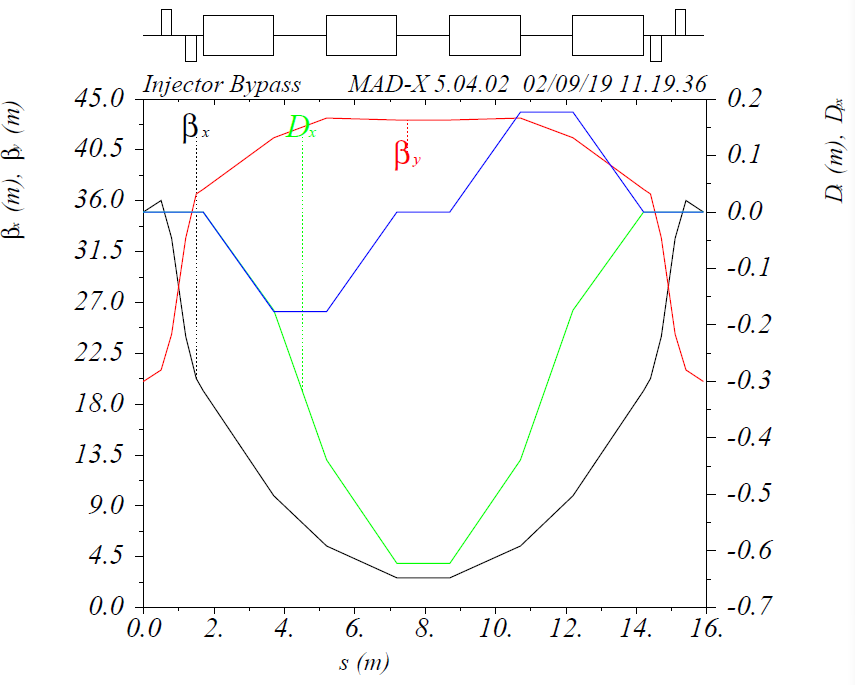 Injector Bypass MAD-X 5.04.02 02/09/19 11.19.36
βx (m), βy (m)
Dx (m), Dpx
45.0
40.5
36.0
31.5
27.0
22.5
18.0
13.5
9.0
4.5
0.0
βx
Dx
βy
0.2
0.1
0.0
-0.1
-0.2
-0.3
-0.4
-0.5
-0.6
-0.7
0.0 2. 4. 6. 8. 10. 12. 14. 16.
s (m)